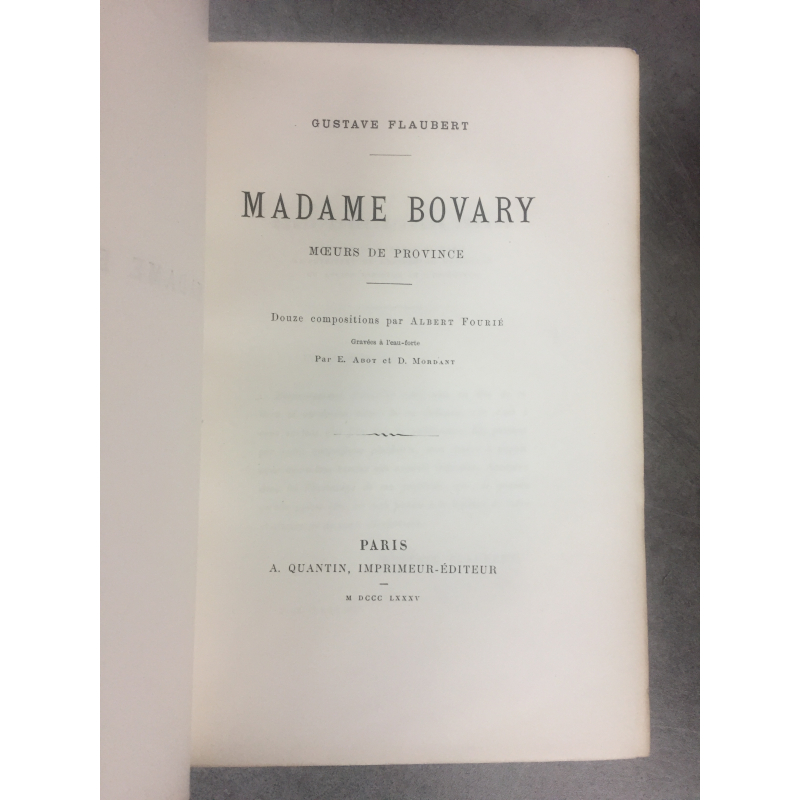 GUSTAVE FLAUBERT
MADAME BOVARY
MŒURS DE PROVINCE
Douze compositions par ALBERT FOURIÉ
Gravées à l'eau-forte
Par E. ABOT et D. MORDANT
PARIS
A. QUANTIN, IMPRIMEUR-ÉDITEUR
M DCCC LXXXV